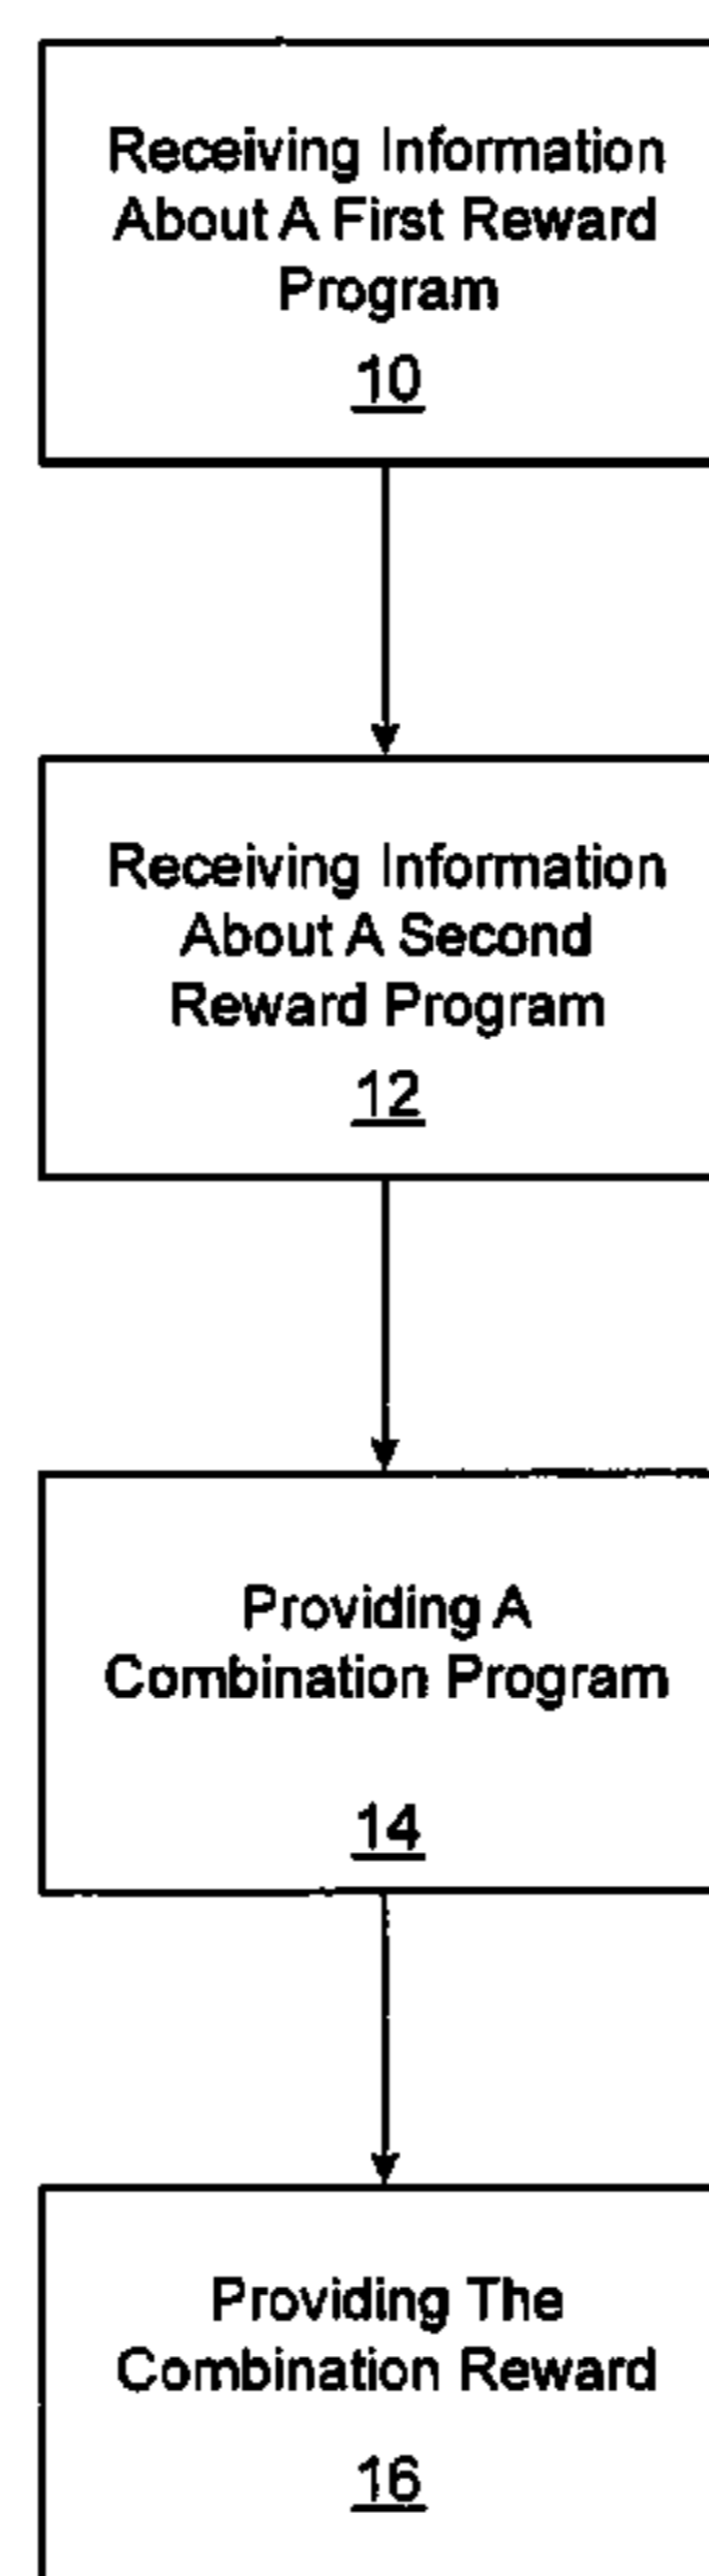 Receiving Information
About A First Reward
Program
10
Receiving Information
About A Second
Reward Program
12
Providing A
Combination Program
14
Providing The
Combination Reward
16